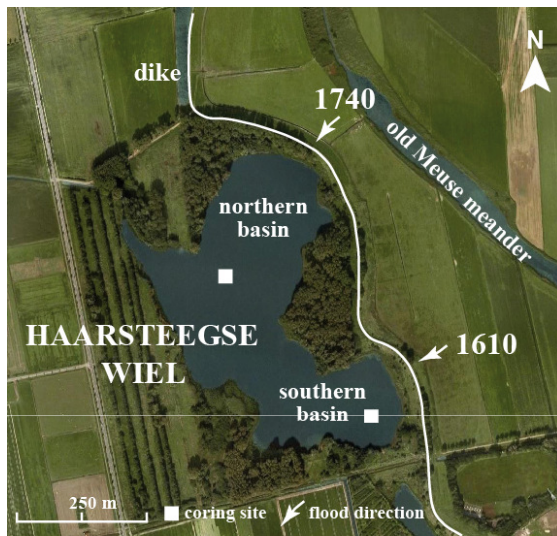 N
dike
1740
old Meuse meander
northern
basin
HAARSTEEGSE
WIEL
1610
southern
basin
250 m
coring site
flood direction